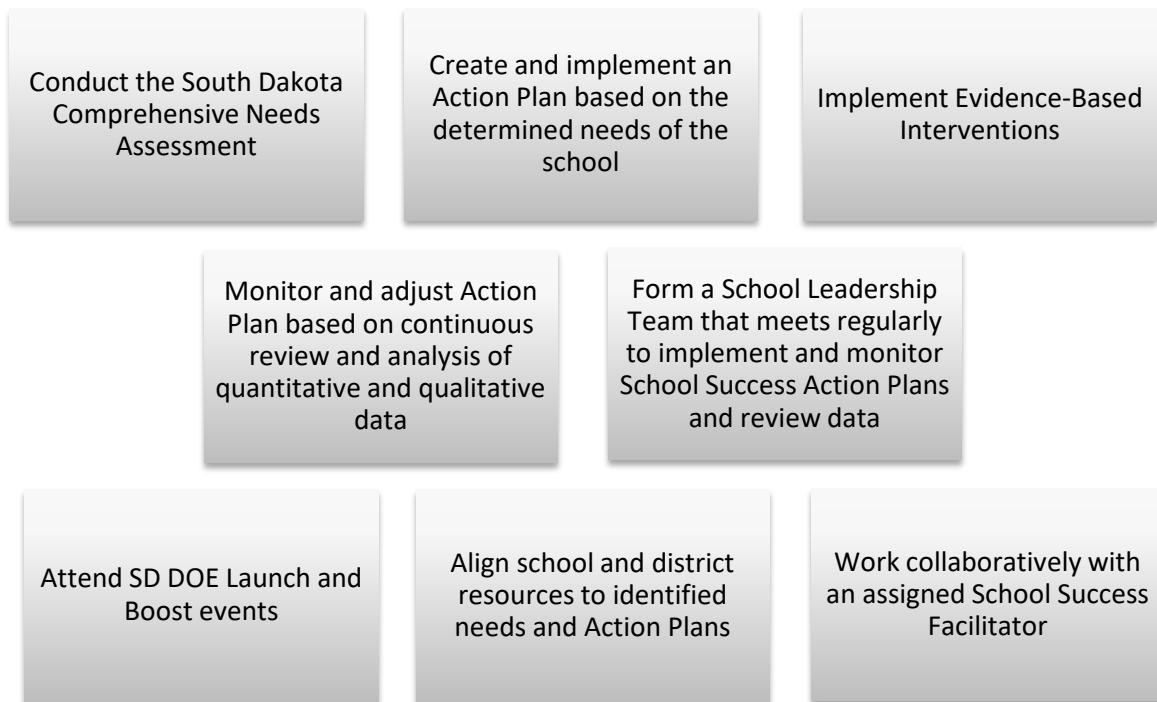 Conduct the South Dakota
Comprehensive Needs
Assessment
Create and implement an
Action Plan based on the
determined needs of the
school
Implement Evidence-Based
Interventions
Monitor and adjust Action
Plan based on continuous
review and analysis of
quantitative and qualitative
data
Form a School Leadership
Team that meets regularly
to implement and monitor
School Success Action Plans
and review data
Attend SD DOE Launch and
Boost events
Align school and district
resources to identified
needs and Action Plans
Work collaboratively with
an assigned School Success
Facilitator